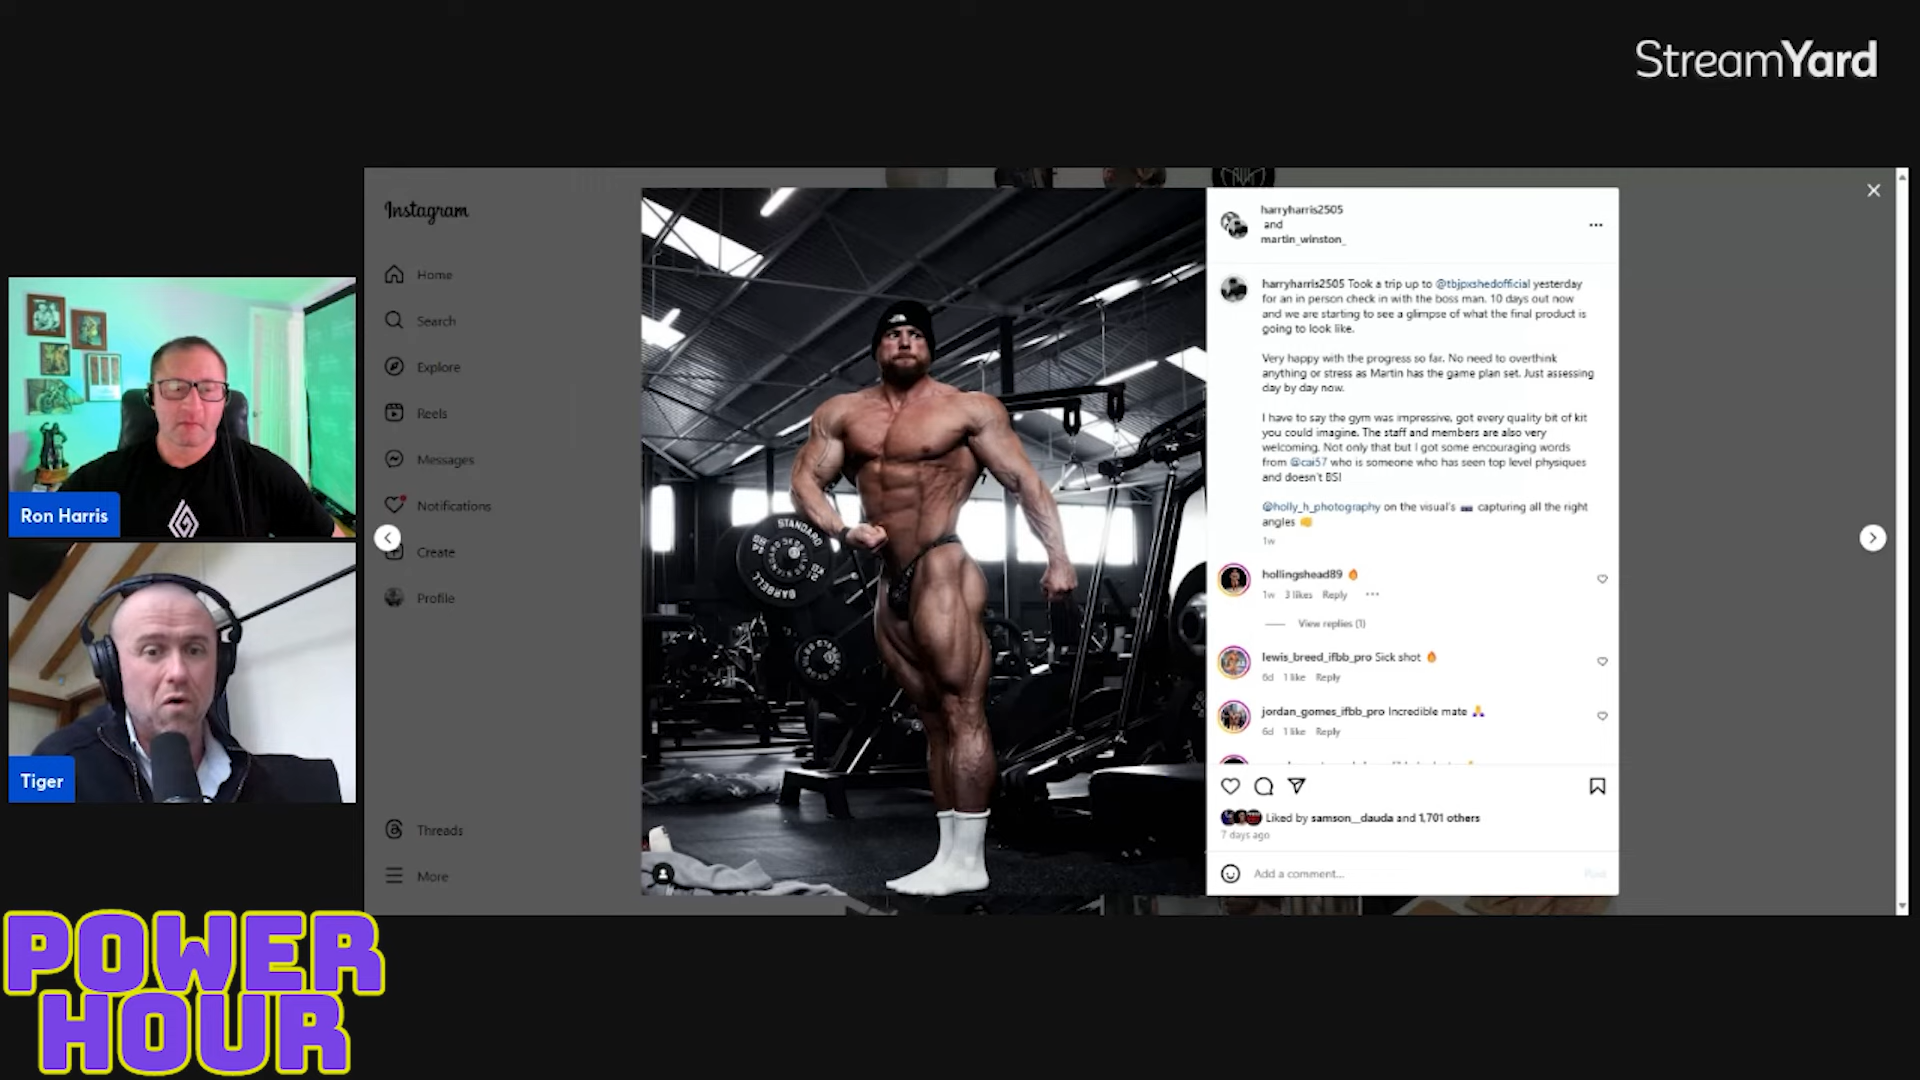 StreamYard
Instagram
Home
Search
Explore
Reels
Messages
Notifications
Create
Profile
Threads
More
Ron Harris
Tiger
POWER
HOUR
STANDARD
BARBELL
harryharris2505
and
martin_winston_
harryharris2505 Took a trip up to @tbjpxshedofficial yesterday
for an in person check in with the boss man. 10 days out now
and we are starting to see a glimpse of what the final product is
going to look like.
Very happy with the progress so far. No need to overthink
anything or stress as Martin has the game plan set. Just assessing
day by day now.
I have to say the gym was impressive, got every quality bit of kit
you could imagine. The staff and members are also very
welcoming. Not only that but I got some encouraging words
from @cai57 who is someone who has seen top level physiques
and doesn't BS!
@holly_h_photography on the visual's 📷 capturing all the right
angles 👊
1w
hollingshead89 🔥
1w 3 likes Reply ···
View replies (1)
lewis_breed_ifbb_pro Sick shot 🔥
6d 1 like Reply
jordan_gomes_ifbb_pro Incredible mate 🙏
6d 1 like Reply
Liked by samson__dauda and 1,701 others
7 days ago
Add a comment...
Post